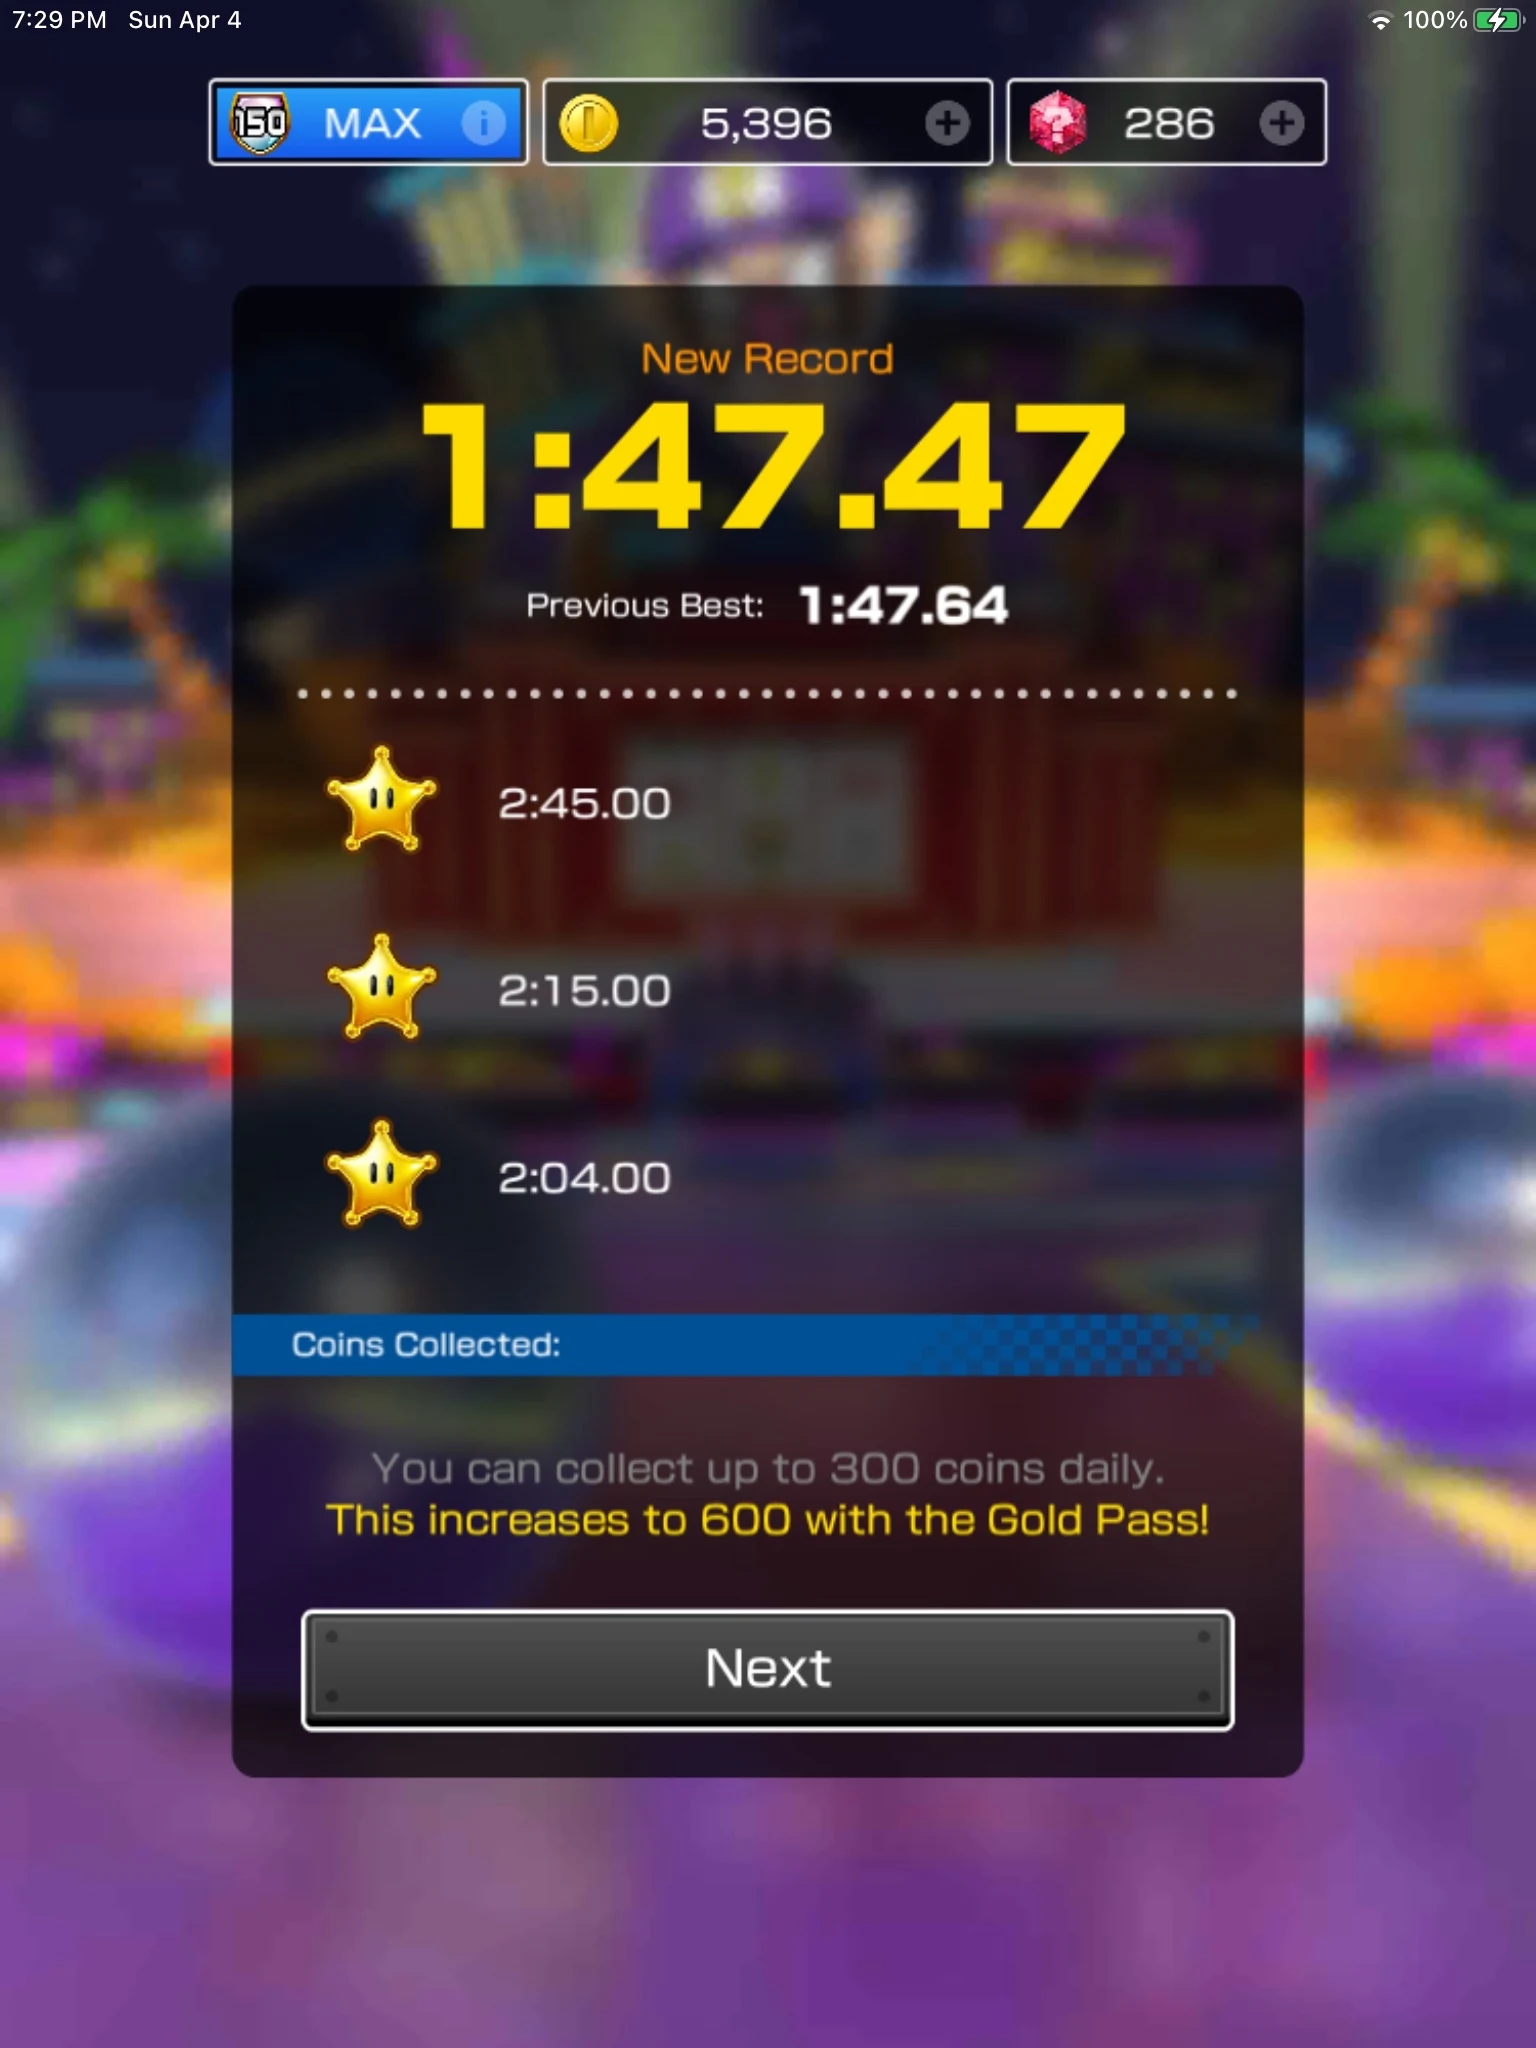 7:29 PM Sun Apr 4
100%
150 MAX i 5,396 + ? 286 +
New Record
1:47.47
Previous Best: 1:47.64
2:45.00
2:15.00
2:04.00
Coins Collected:
You can collect up to 300 coins daily.
This increases to 600 with the Gold Pass!
Next